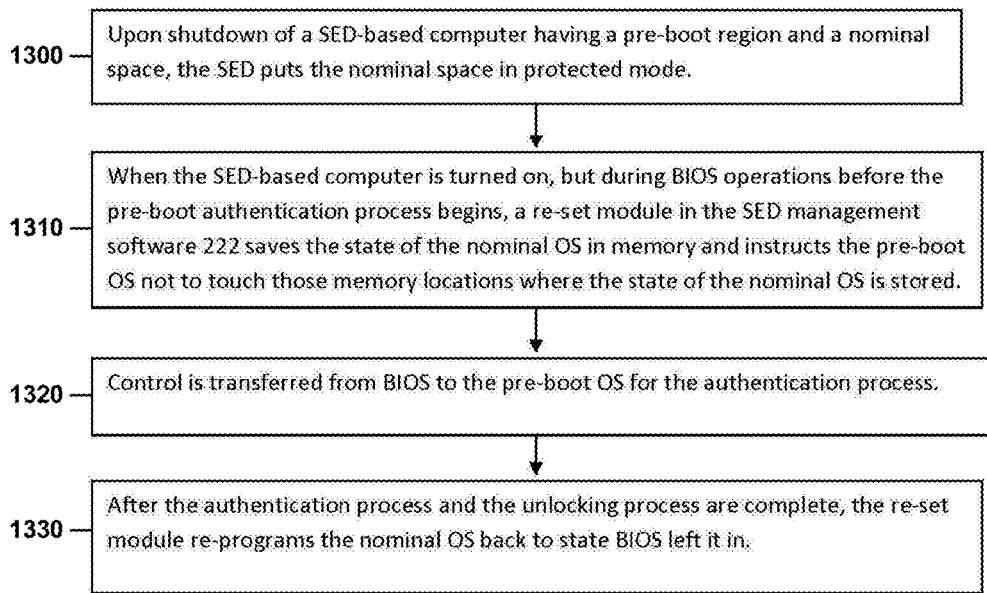 1300
Upon shutdown of a SED-based computer having a pre-boot region and a nominal
space, the SED puts the nominal space in protected mode.
1310
When the SED-based computer is turned on, but during BIOS operations before the
pre-boot authentication process begins, a re-set module in the SED management
software 222 saves the state of the nominal OS in memory and instructs the pre-boot
OS not to touch those memory locations where the state of the nominal OS is stored.
1320
Control is transferred from BIOS to the pre-boot OS for the authentication process.
1330
After the authentication process and the unlocking process are complete, the re-set
module re-programs the nominal OS back to state BIOS left it in.